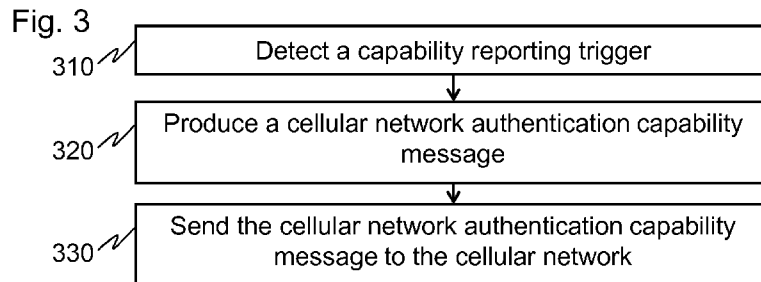 Fig. 3
310
Detect a capability reporting trigger
320
Produce a cellular network authentication capability
message
330
Send the cellular network authentication capability
message to the cellular network